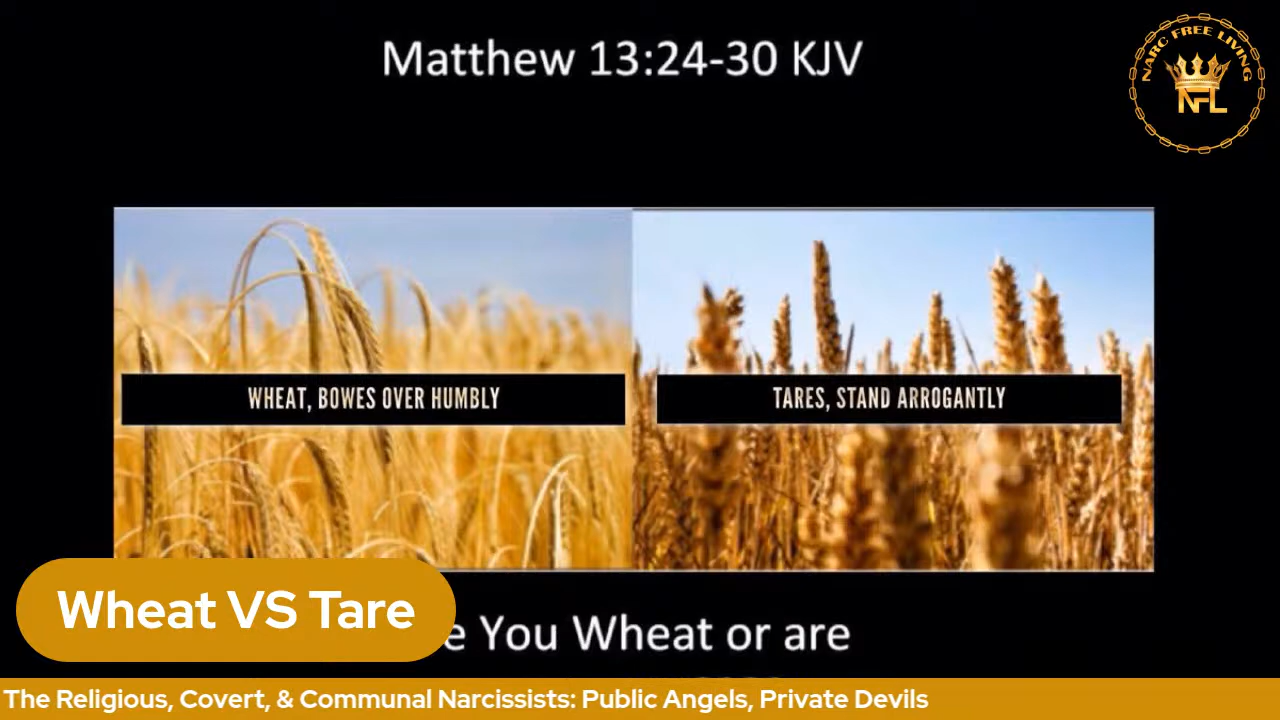 Matthew 13:24-30 KJV
NARC FREE LIVING
NFL
WHEAT, BOWES OVER HUMBLY
TARES, STAND ARROGANTLY
Wheat VS Tare
You Wheat or are
The Religious, Covert, & Communal Narcissists: Public Angels, Private Devils